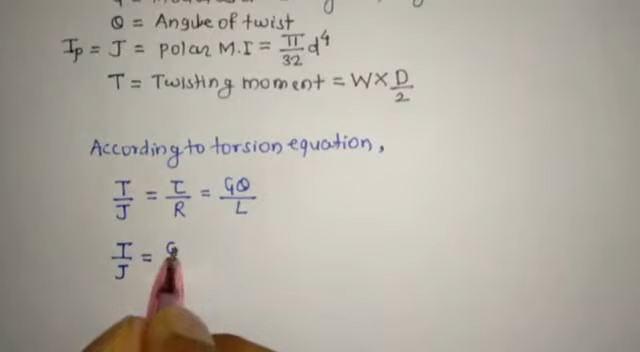 θ = Angle of twist
Ip = J = polar M.I = π/32 d⁴
T = Twisting moment = W × D/2
According to torsion equation,
T/J = τ/R = Gθ/L
T/J = G